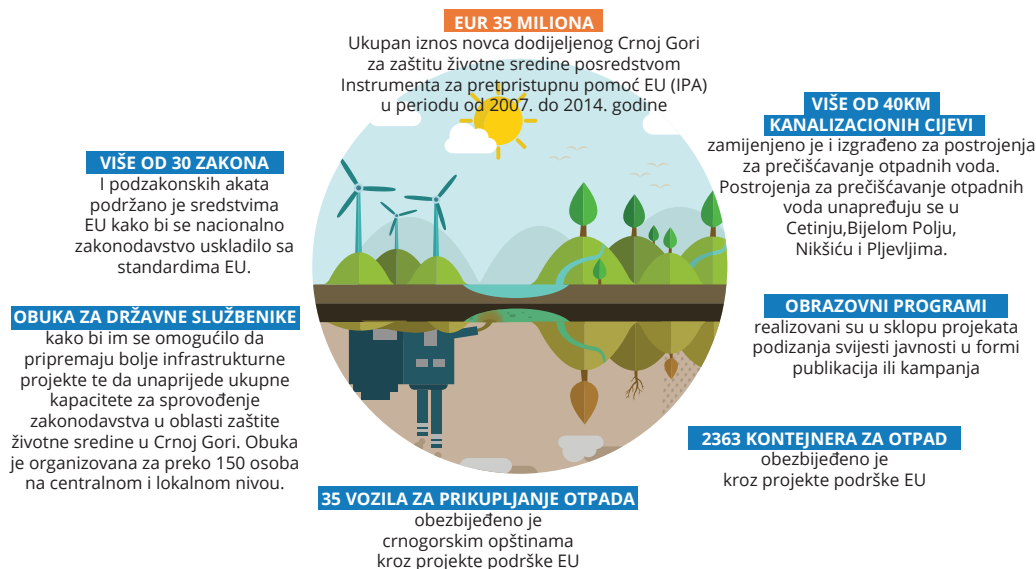 EUR 35 MILIONA
Ukupan iznos novca dodijeljenog Crnoj Gori
za zaštitu životne sredine posredstvom
Instrumenta za pretpristupnu pomoć EU (IPA)
u periodu od 2007. do 2014. godine
VIŠE OD 40KM
KANALIZACIONIH CIJEVI
zamijenjeno je i izgrađeno za postrojenja
za prečišćavanje otpadnih voda.
Postrojenja za prečišćavanje otpadnih
voda unapređuju se u
Cetinju,Bijelom Polju,
Nikšiću i Pljevljima.
VIŠE OD 30 ZAKONA
I podzakonskih akata
podržano je sredstvima
EU kako bi se nacionalno
zakonodavstvo uskladilo sa
standardima EU.
OBUKA ZA DRŽAVNE SLUŽBENIKE
kako bi im se omogućilo da
pripremaju bolje infrastrukturne
projekte te da unaprijede ukupne
kapacitete za sprovođenje
zakonodavstva u oblasti zaštite
životne sredine u Crnoj Gori. Obuka
je organizovana za preko 150 osoba
na centralnom i lokalnom nivou.
OBRAZOVNI PROGRAMI
realizovani su u sklopu projekata
podizanja svijesti javnosti u formi
publikacija ili kampanja
2363 KONTEJNERA ZA OTPAD
obezbijeđeno je
kroz projekte podrške EU
35 VOZILA ZA PRIKUPLJANJE OTPADA
obezbijeđeno je
crnogorskim opštinama
kroz projekte podrške EU